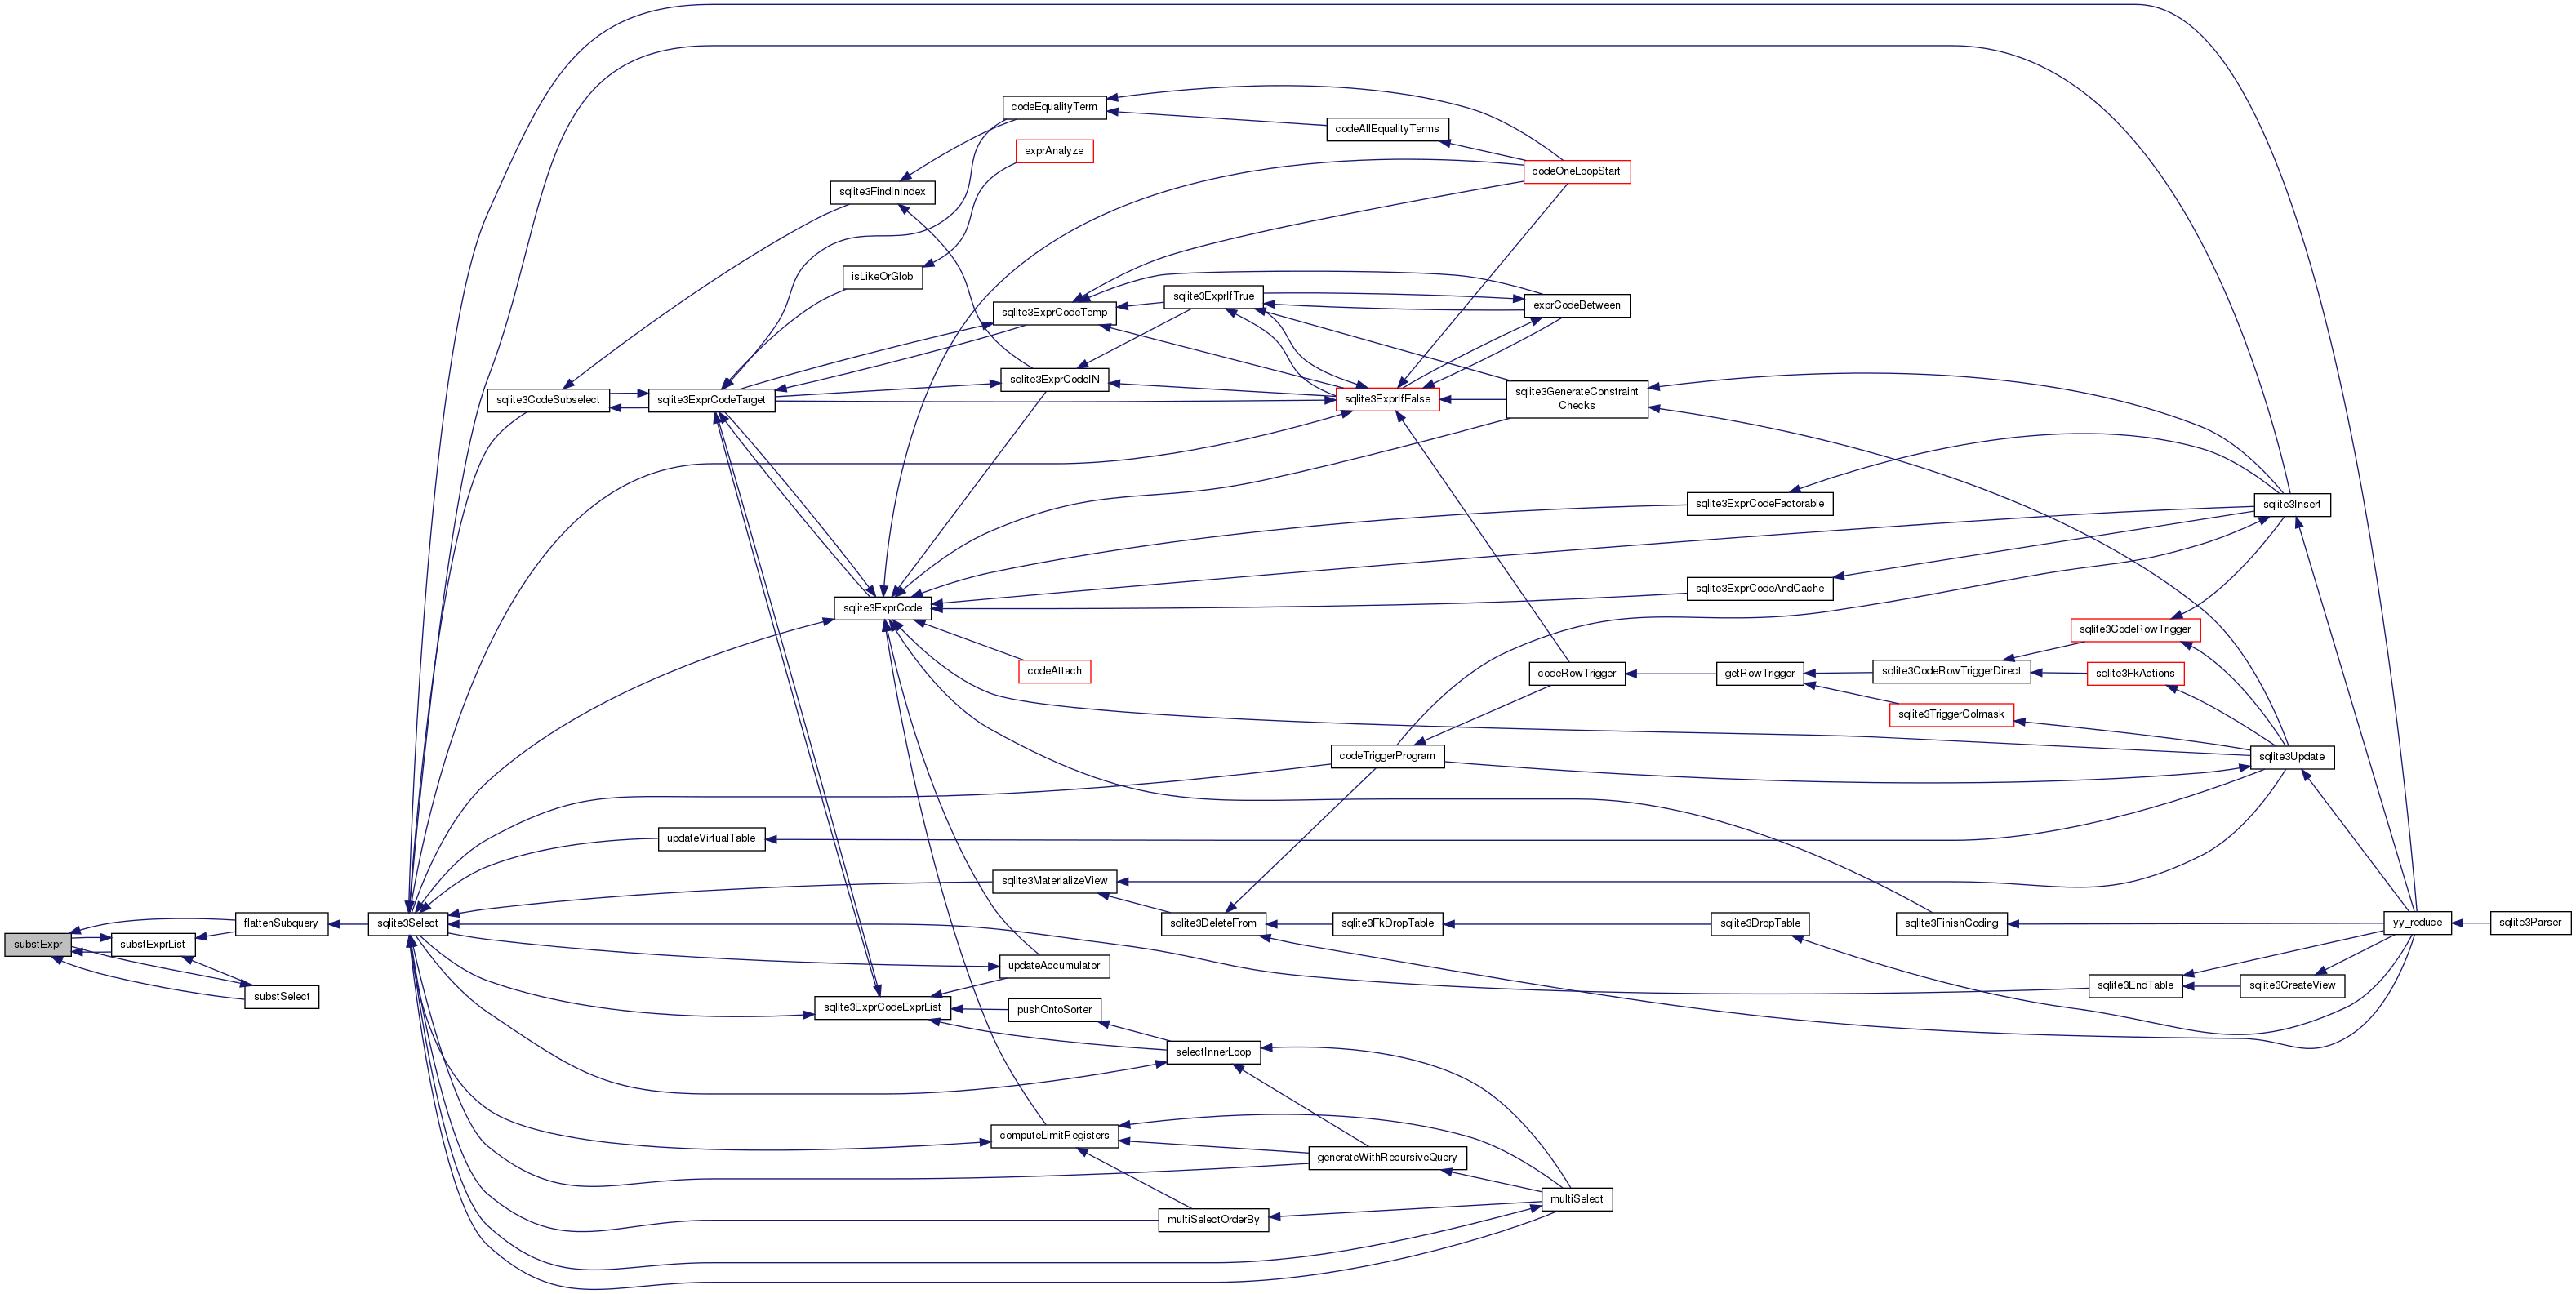 codeEqualityTerm
codeAllEqualityTerms
exprAnalyze
codeOneLoopStart
sqlite3FindInIndex
isLikeOrGlob
sqlite3ExprIfTrue
exprCodeBetween
sqlite3ExprCodeTemp
sqlite3ExprCodeIN
sqlite3CodeSubselect
sqlite3ExprCodeTarget
sqlite3ExprIfFalse
sqlite3GenerateConstraint
Checks
sqlite3ExprCodeFactorable
sqlite3Insert
sqlite3ExprCodeAndCache
sqlite3ExprCode
sqlite3CodeRowTrigger
codeAttach
codeRowTrigger
getRowTrigger
sqlite3CodeRowTriggerDirect
sqlite3FkActions
sqlite3TriggerColmask
codeTriggerProgram
sqlite3Update
updateVirtualTable
sqlite3MaterializeView
substExpr
substExprList
flattenSubquery
sqlite3Select
sqlite3DeleteFrom
sqlite3FkDropTable
sqlite3DropTable
sqlite3FinishCoding
yy_reduce
sqlite3Parser
updateAccumulator
substSelect
sqlite3EndTable
sqlite3CreateView
sqlite3ExprCodeExprList
pushOntoSorter
selectInnerLoop
computeLimitRegisters
generateWithRecursiveQuery
multiSelect
multiSelectOrderBy